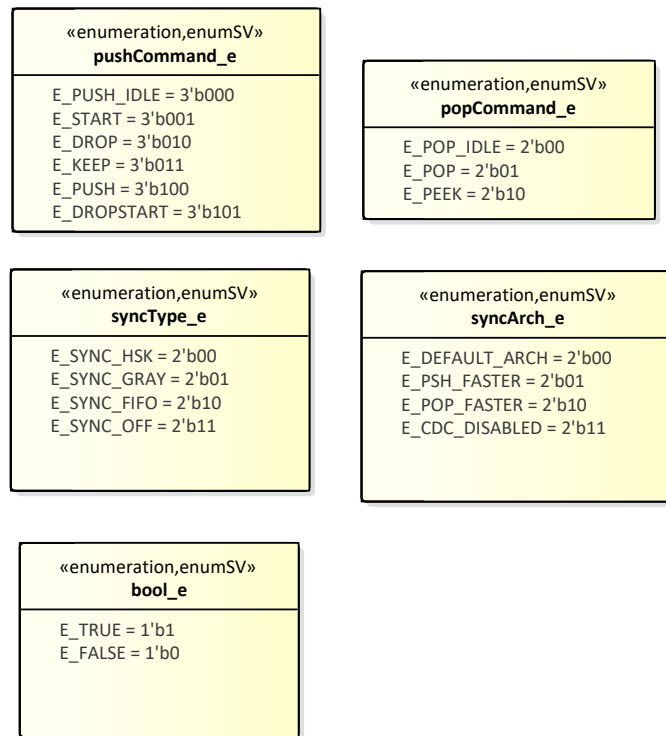 «enumeration,enumSV»
pushCommand_e
E_PUSH_IDLE = 3'b000
E_START = 3'b001
E_DROP = 3'b010
E_KEEP = 3'b011
E_PUSH = 3'b100
E_DROPSTART = 3'b101
«enumeration,enumSV»
popCommand_e
E_POP_IDLE = 2'b00
E_POP = 2'b01
E_PEEK = 2'b10
«enumeration,enumSV»
syncType_e
E_SYNC_HSK = 2'b00
E_SYNC_GRAY = 2'b01
E_SYNC_FIFO = 2'b10
E_SYNC_OFF = 2'b11
«enumeration,enumSV»
syncArch_e
E_DEFAULT_ARCH = 2'b00
E_PSH_FASTER = 2'b01
E_POP_FASTER = 2'b10
E_CDC_DISABLED = 2'b11
«enumeration,enumSV»
bool_e
E_TRUE = 1'b1
E_FALSE = 1'b0